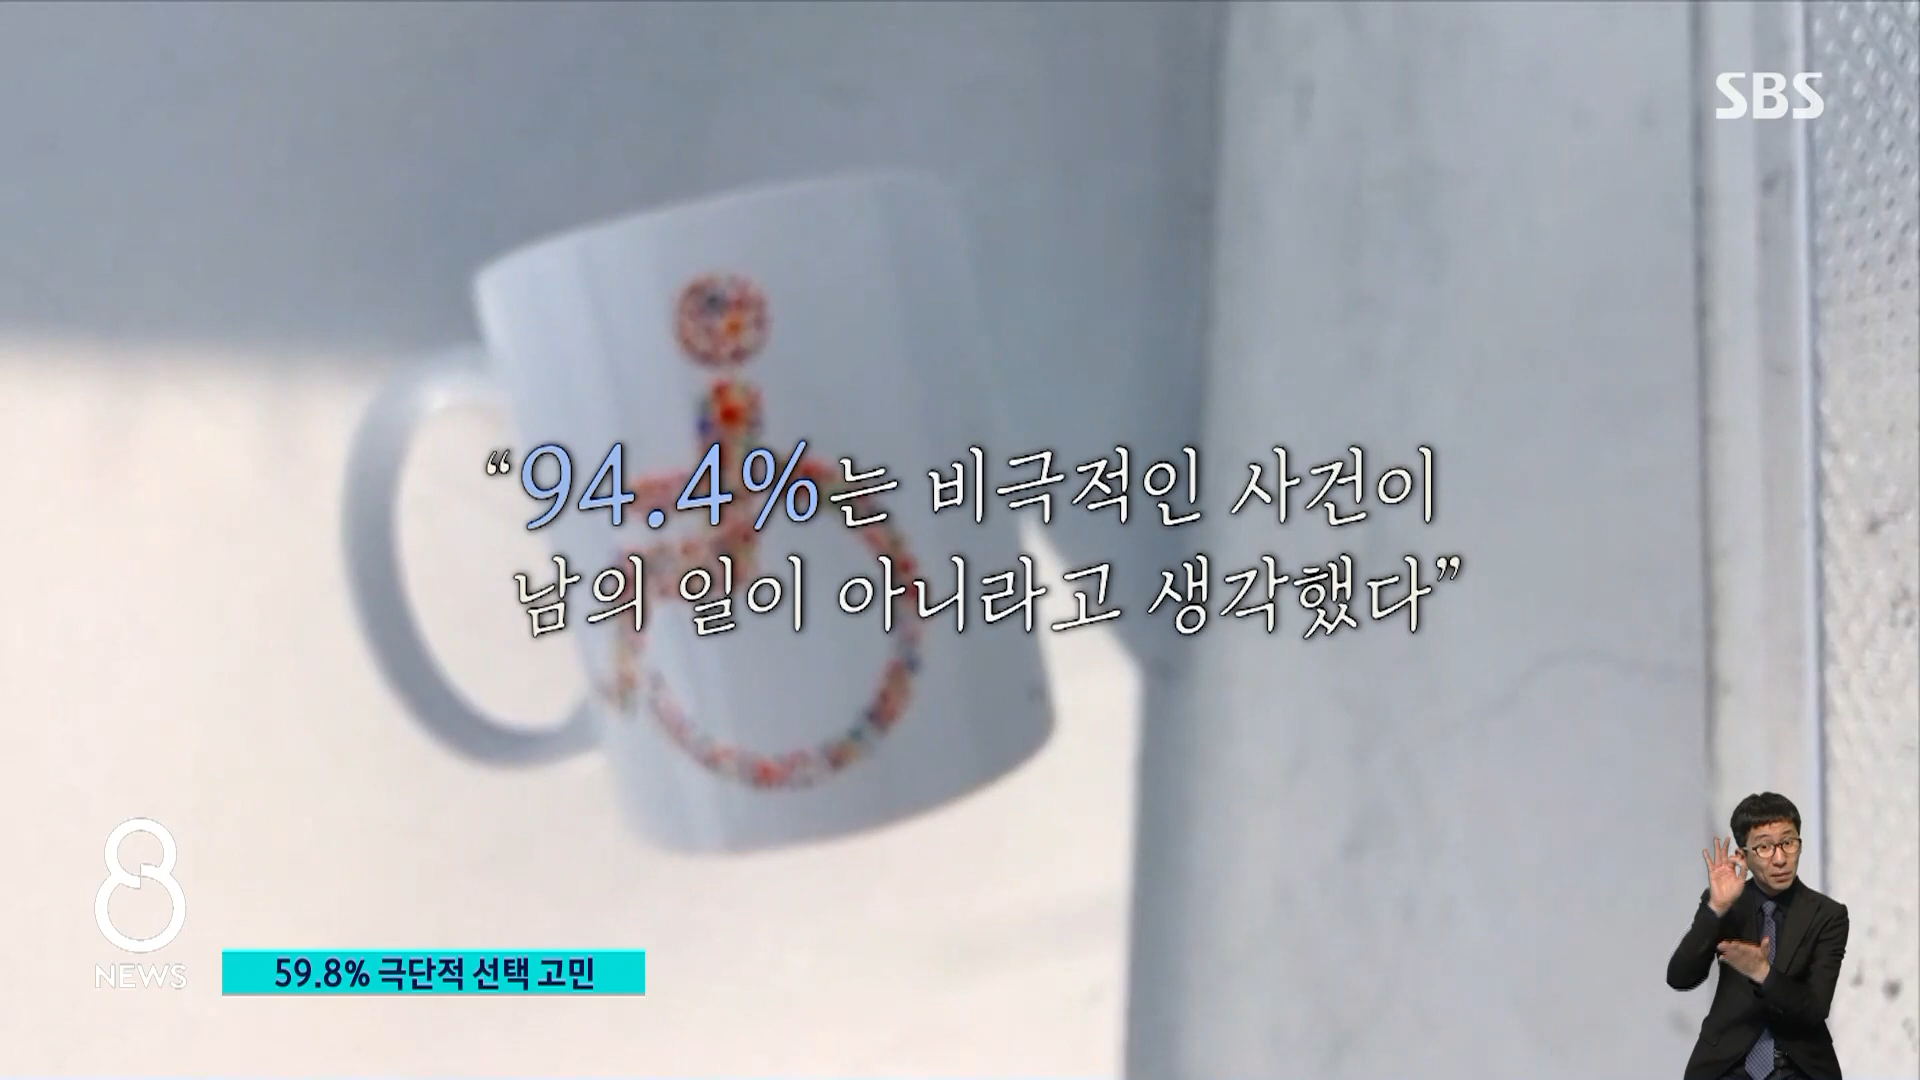 SBS
“94.4%는 비극적인 사건이
남의 일이 아니라고 생각했다”
8
NEWS
59.8% 극단적 선택 고민